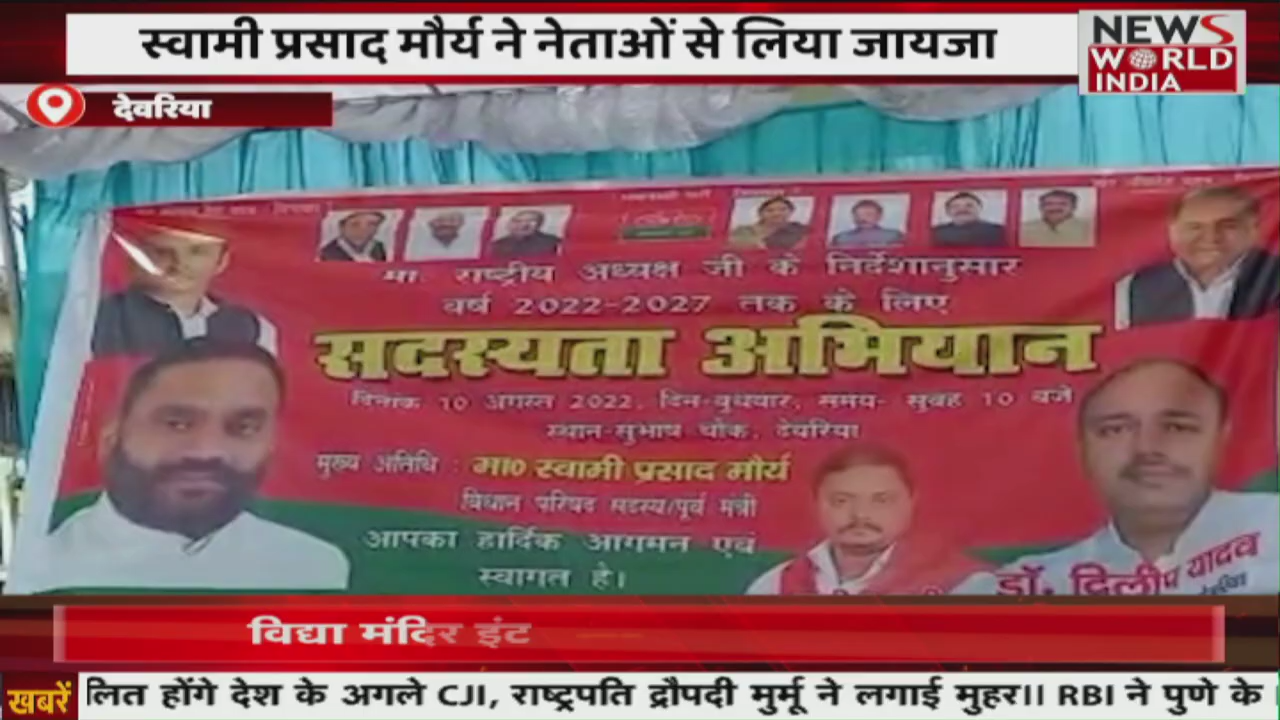 स्वामी प्रसाद मौर्य ने नेताओं से लिया जायजा
NEWS
WORLD
INDIA
देवरिया
मा. राष्ट्रीय अध्यक्ष जी के निर्देशानुसार
वर्ष 2022-2027 तक के लिए
सदस्यता अभियान
दिनांक 10 अगस्त 2022, दिन-बुधवार, समय- सुबह 10 बजे
स्थान-सुभाष चौक, देवरिया
मुख्य अतिथि : मा0 स्वामी प्रसाद मौर्य
विधान परिषद सदस्य/पूर्व मंत्री
आपका हार्दिक आगमन एवं
स्वागत है।
डॉ. दिलीप यादव
विद्या मंदिर इंट
खबरें
लित होंगे देश के अगले CJI, राष्ट्रपति द्रौपदी मुर्मू ने लगाई मुहर।। RBI ने पुणे के